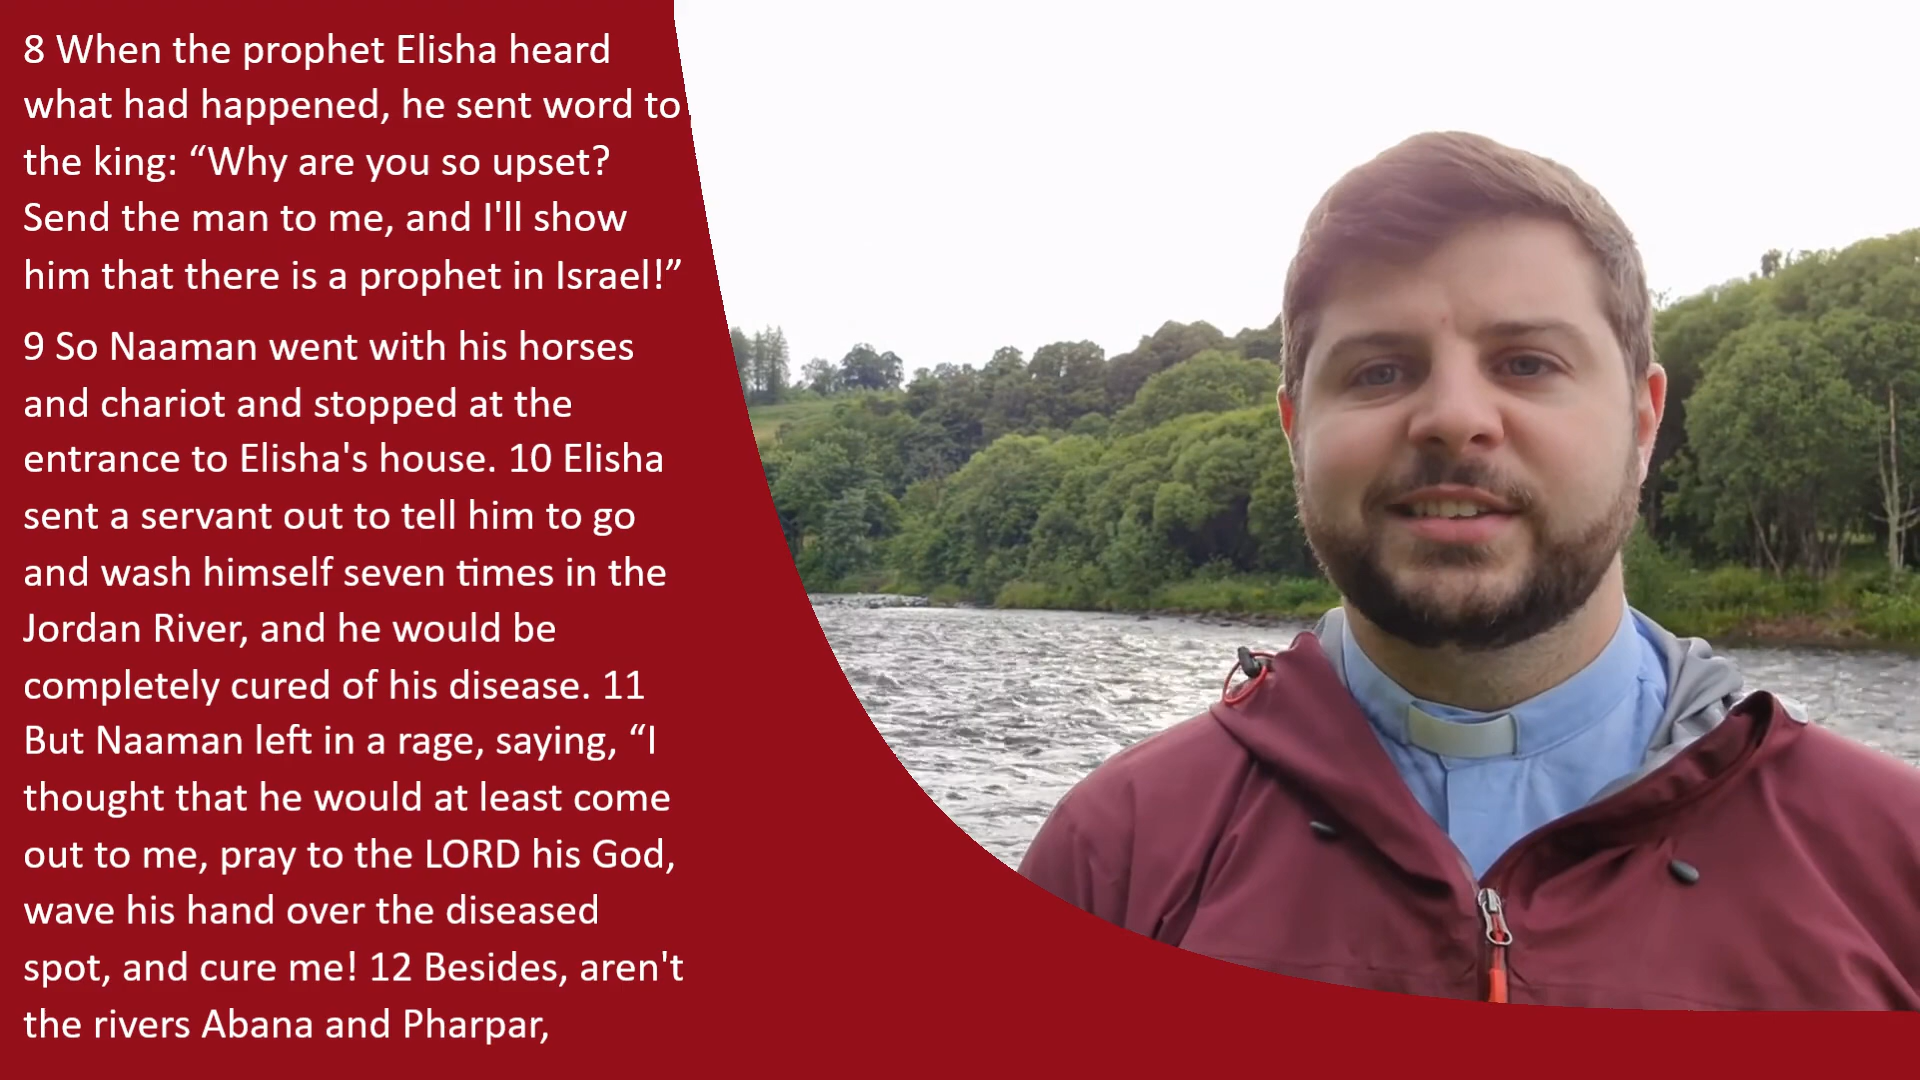 8 When the prophet Elisha heard
what had happened, he sent word to
the king: “Why are you so upset?
Send the man to me, and I'll show
him that there is a prophet in Israel!”
9 So Naaman went with his horses
and chariot and stopped at the
entrance to Elisha's house. 10 Elisha
sent a servant out to tell him to go
and wash himself seven times in the
Jordan River, and he would be
completely cured of his disease. 11
But Naaman left in a rage, saying, “I
thought that he would at least come
out to me, pray to the LORD his God,
wave his hand over the diseased
spot, and cure me! 12 Besides, aren't
the rivers Abana and Pharpar,